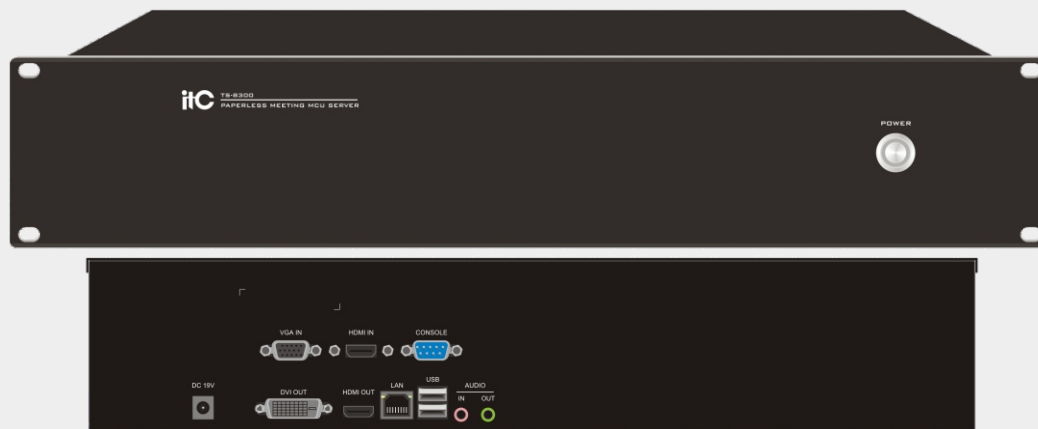 itC
TS-8300
PAPERLESS MEETING MCU SERVER
POWER
VGA IN
HDMI IN
CONSOLE
DC 19V
DVI OUT
HDMI OUT
LAN
USB
AUDIO
IN
OUT